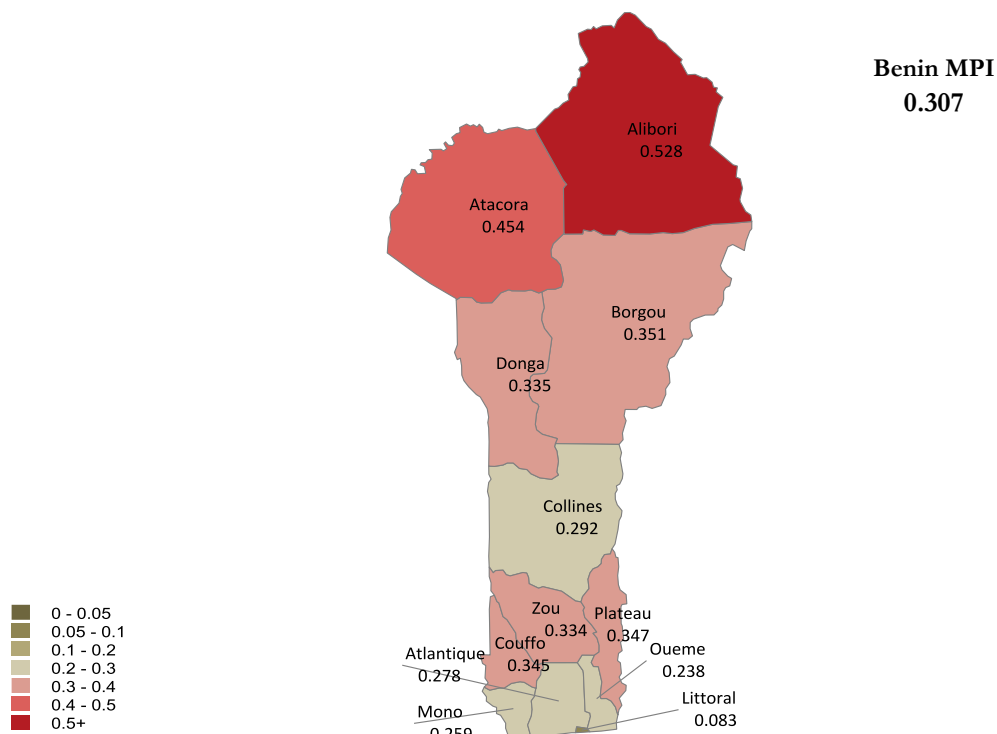 Benin MPI
0.307
Alibori
0.528
Atacora
0.454
Borgou
0.351
Donga
0.335
Collines
0.292
Zou
0.334
Plateau
0.347
Couffo
0.345
Atlantique
0.278
Oueme
0.238
Littoral
0.083
Mono
0.259
0 - 0.05
0.05 - 0.1
0.1 - 0.2
0.2 - 0.3
0.3 - 0.4
0.4 - 0.5
0.5+